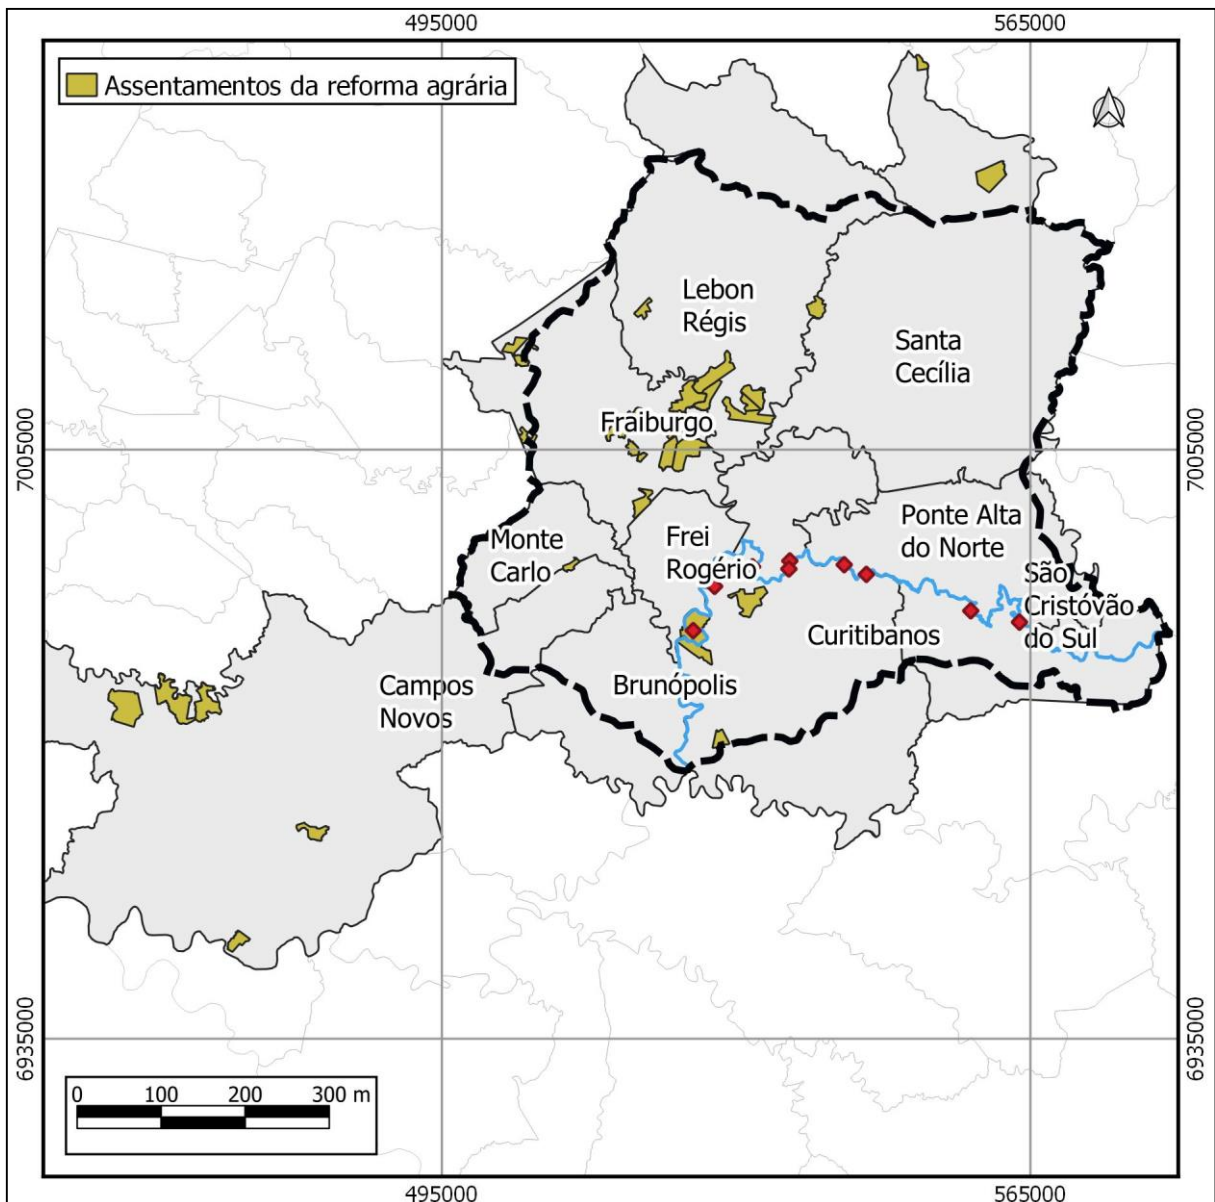 495000
565000
Assentamentos da reforma agrária
Lebon
Régis
Santa
Cecília
Fraiburgo
7005000
7005000
Ponte Alta
do Norte
Monte
Carlo
Frei
Rogério
São
Cristóvão
do Sul
Curitibanos
Campos
Novos
Brunópolis
6935000
6935000
0 100 200 300 m
495000
565000